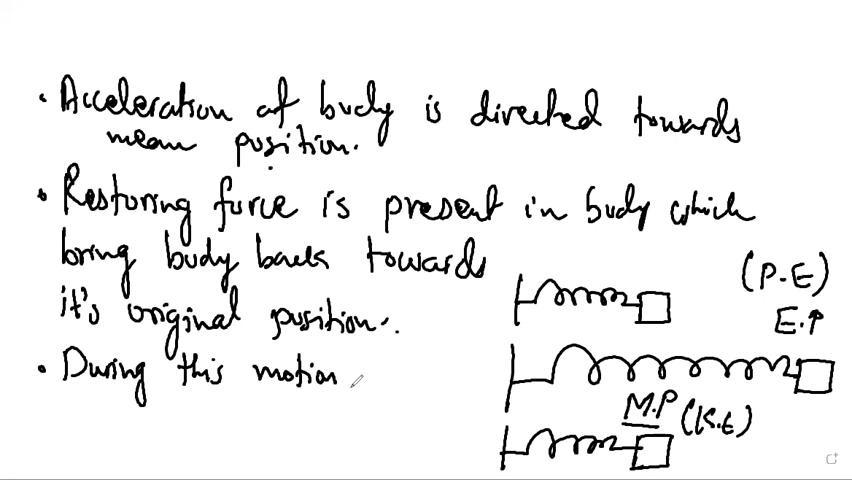 • Acceleration of body is directed towards
mean position.
• Restoring force is present in body which
bring body back towards
it's original position.
(P.E)
E.P
• During this motion
M.P (K.E)